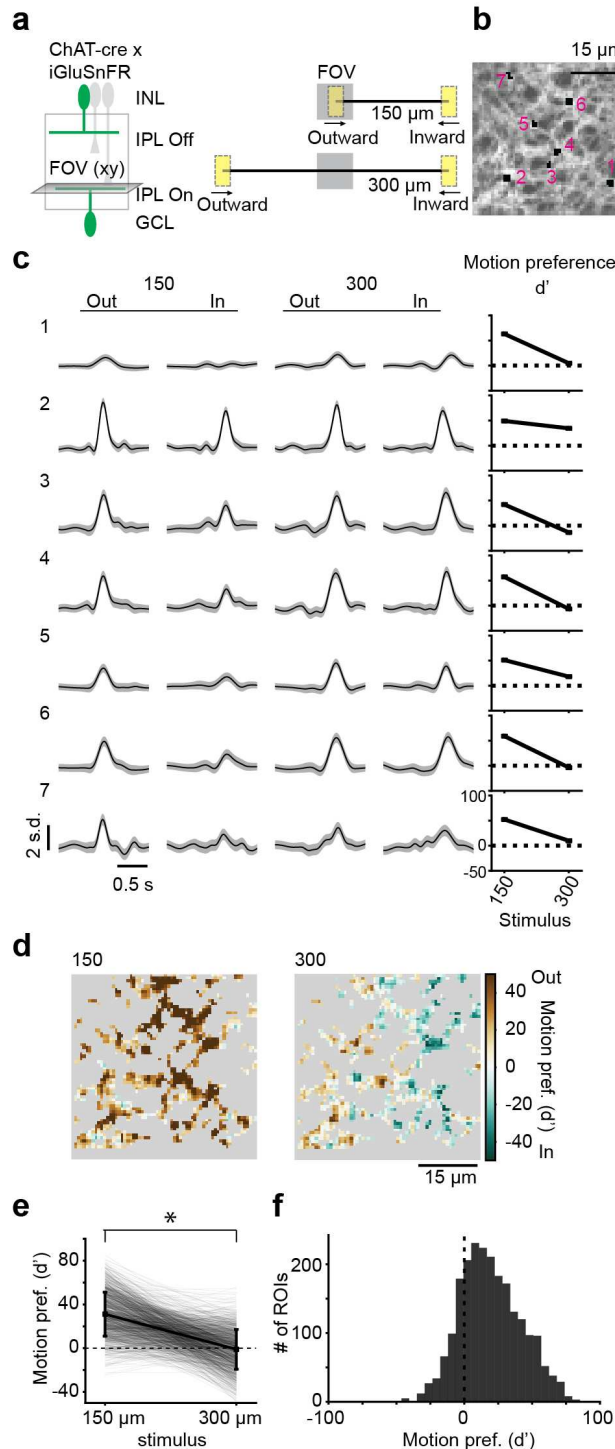 a
ChAT-cre x
iGluSnFR
INL
IPL Off
FOV (xy)
IPL On
GCL
FOV
150 µm
Outward
Inward
300 µm
Outward
Inward
b
15 µm
7
6
5
4
2
3
1
c
Motion preference
d'
150
300
Out
In
Out
In
1
2
3
4
5
6
7
2 s.d.
0.5 s
100
0
-50
150
300
Stimulus
d
150
300
Out
40
20
0
-20
-40
In
Motion pref. (d')
15 µm
e
*
Motion pref. (d')
80
40
0
-40
150 µm
300 µm
stimulus
f
# of ROIs
200
100
0
-100
0
100
Motion pref. (d')